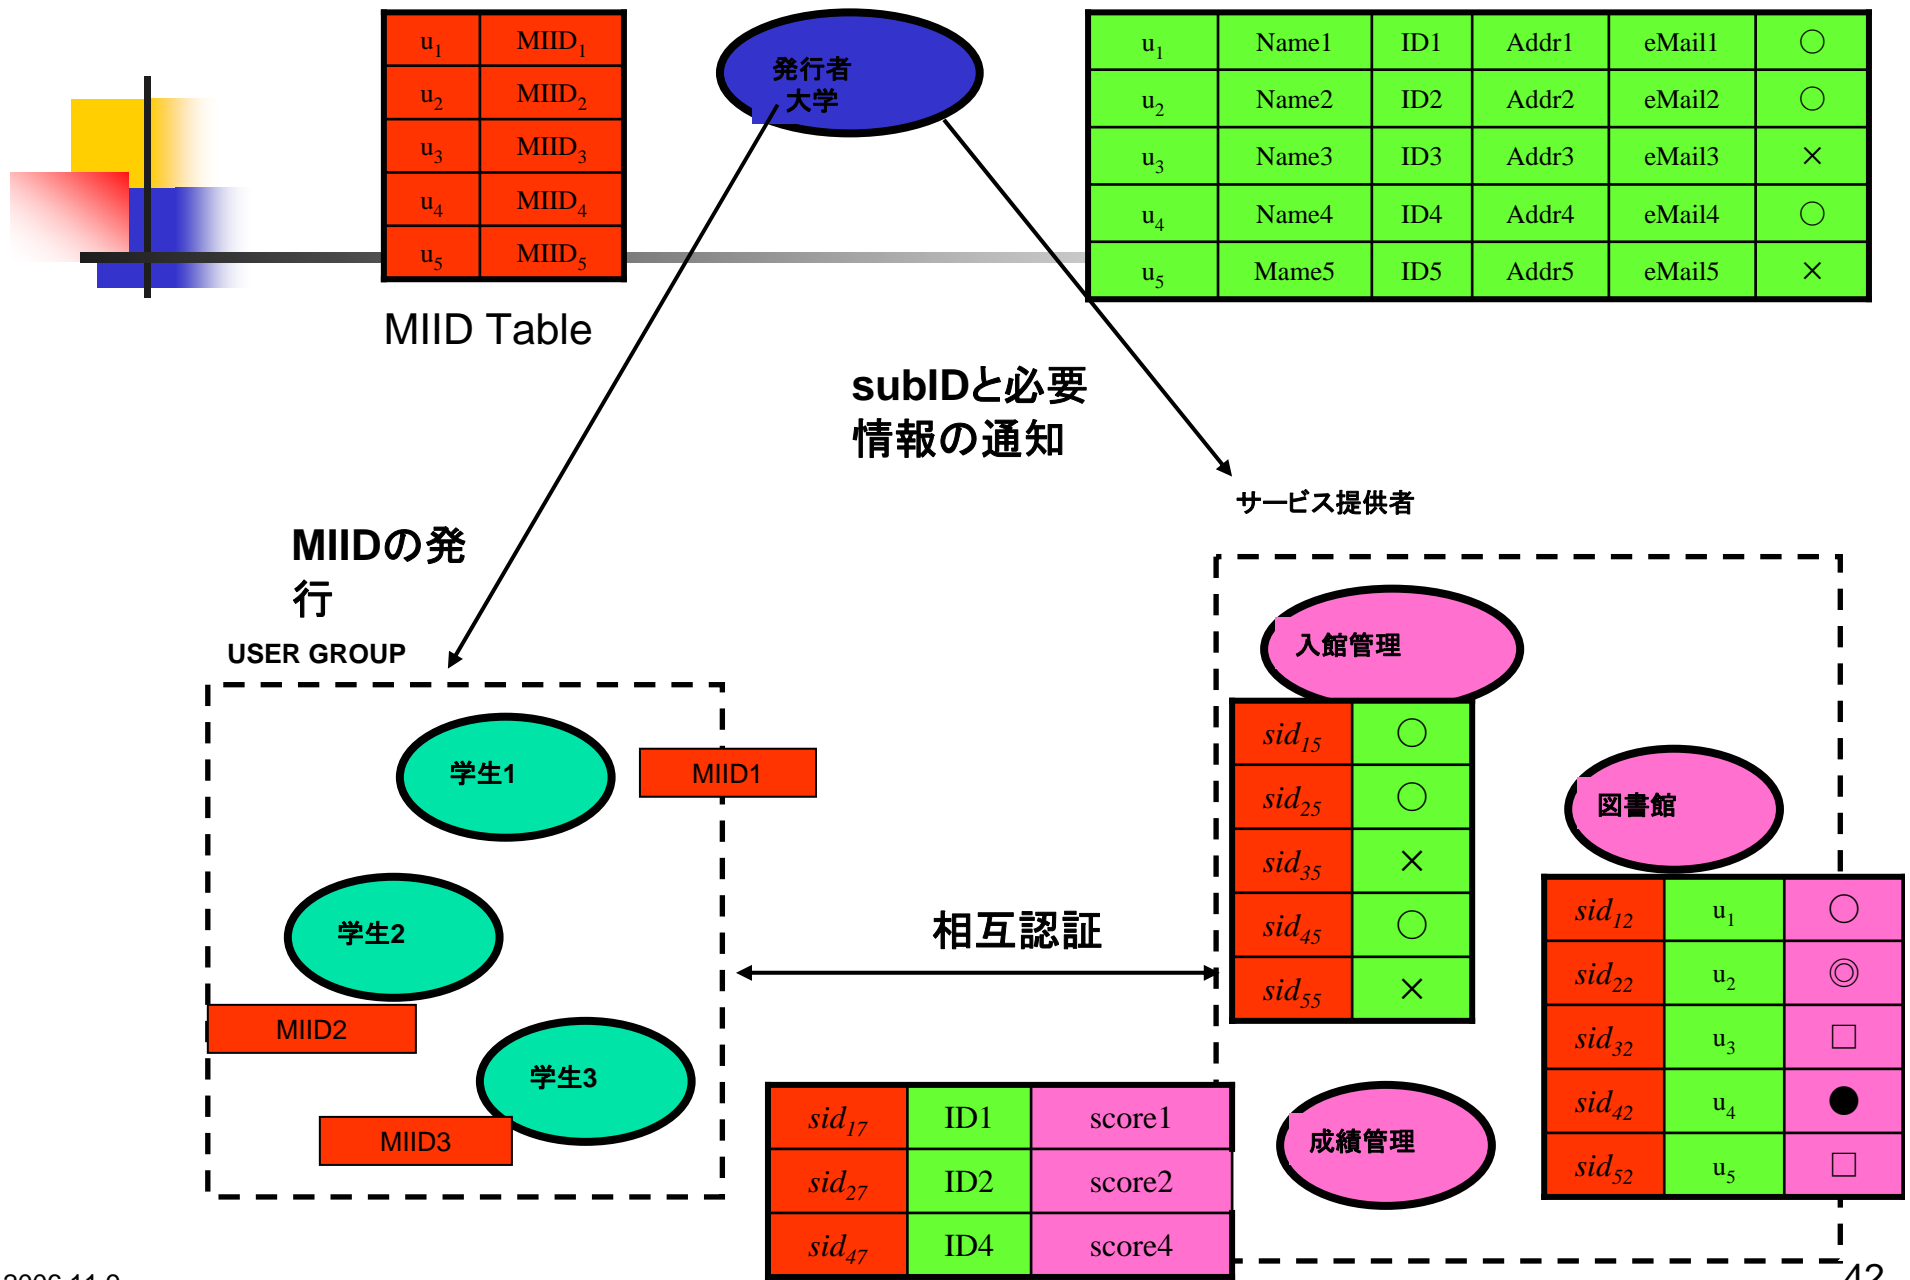 u1 MIID1
u2 MIID2
u3 MIID3
u4 MIID4
u5 MIID5
MIID Table
発行者
大学
u1 Name1 ID1 Addr1 eMail1 ○
u2 Name2 ID2 Addr2 eMail2 ○
u3 Name3 ID3 Addr3 eMail3 ×
u4 Name4 ID4 Addr4 eMail4 ○
u5 Mame5 ID5 Addr5 eMail5 ×
subIDと必要
情報の通知
サービス提供者
MIIDの発
行
USER GROUP
学生1
MIID1
学生2
MIID2
学生3
MIID3
相互認証
入館管理
sid15 ○
sid25 ○
sid35 ×
sid45 ○
sid55 ×
図書館
sid12 u1 ○
sid22 u2 ◎
sid32 u3 □
sid42 u4 ●
sid52 u5 □
成績管理
sid17 ID1 score1
sid27 ID2 score2
sid47 ID4 score4
42